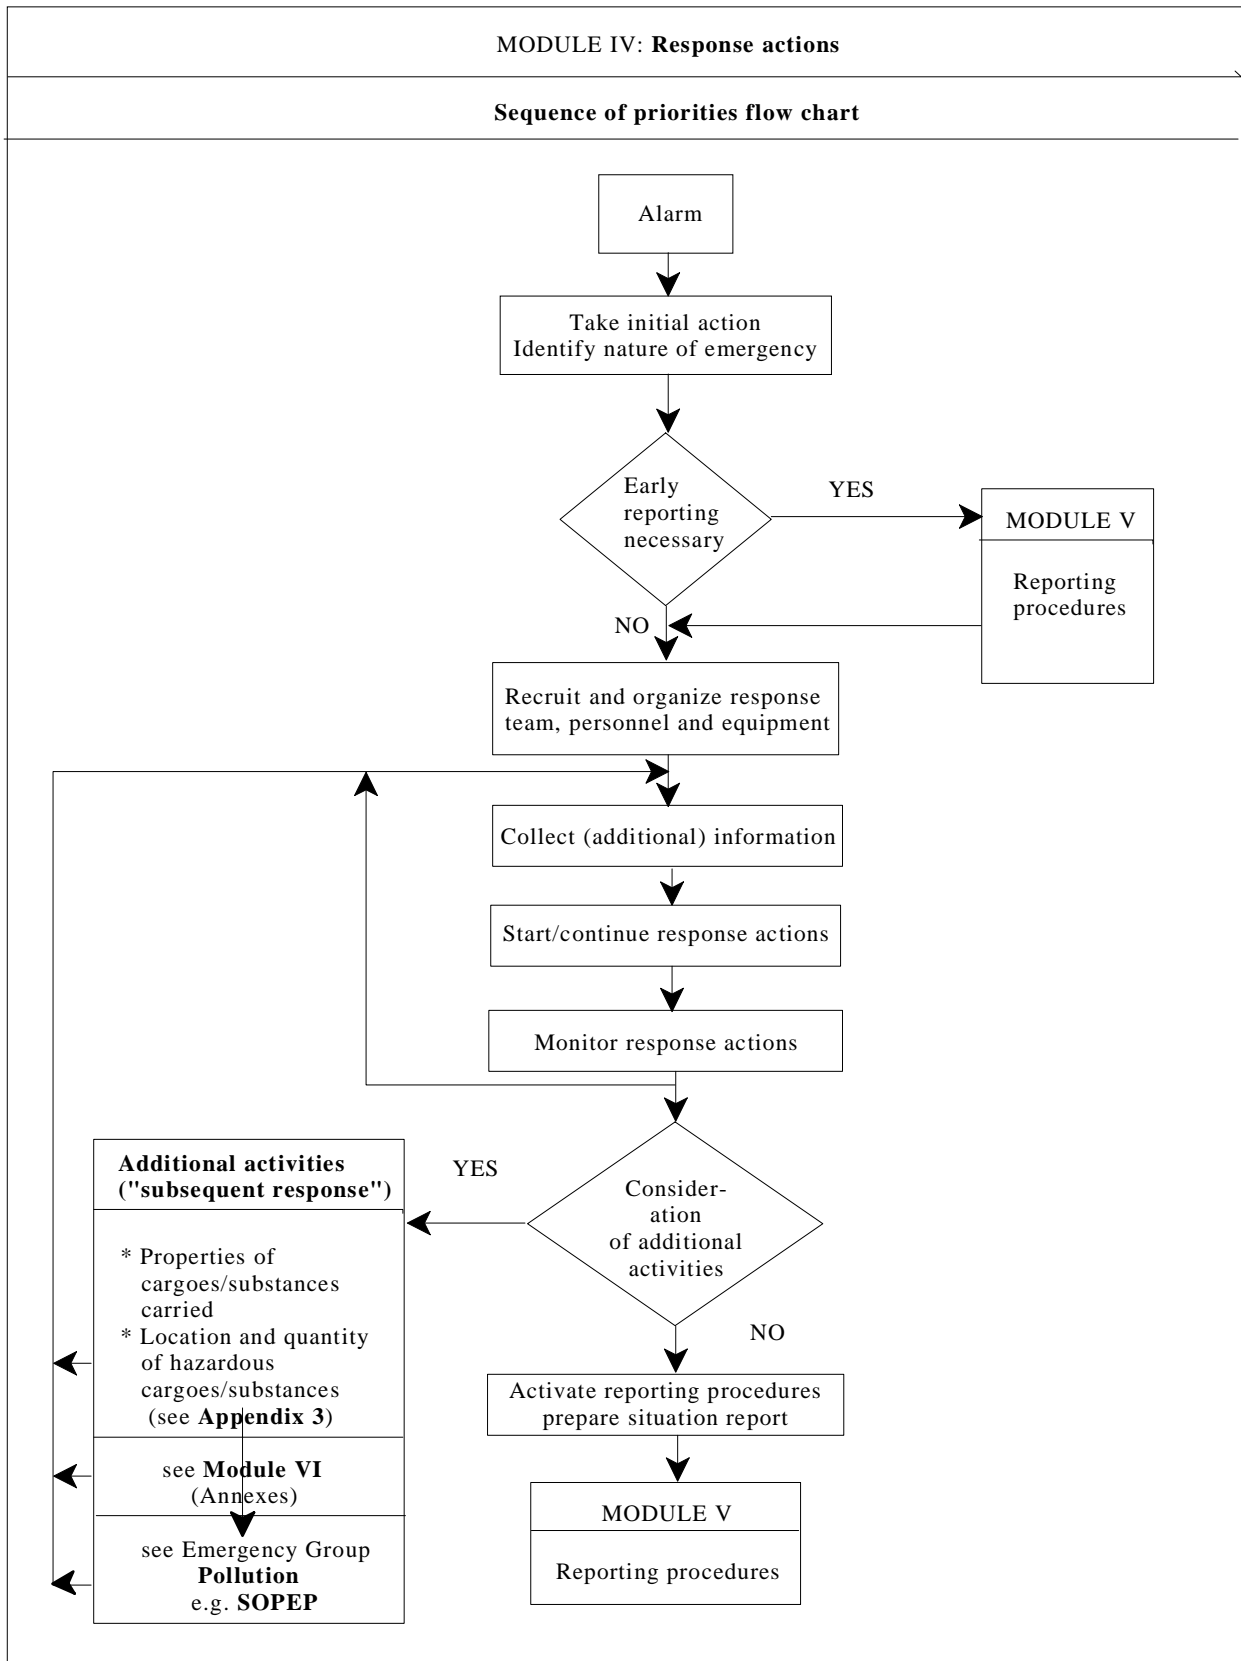 MODULE IV: Response actions
Sequence of priorities flow chart
Alarm
Take initial action
Identify nature of emergency
Early
reporting
necessary
YES
MODULE V
Reporting
procedures
NO
Recruit and organize response
team, personnel and equipment
Collect (additional) information
Start/continue response actions
Monitor response actions
Consider-
ation
of additional
activities
YES
Additional activities
("subsequent response")
* Properties of
cargoes/substances
carried
* Location and quantity
of hazardous
cargoes/substances
(see Appendix 3)
see Module VI
(Annexes)
see Emergency Group
Pollution
e.g. SOPEP
NO
Activate reporting procedures
prepare situation report
MODULE V
Reporting procedures